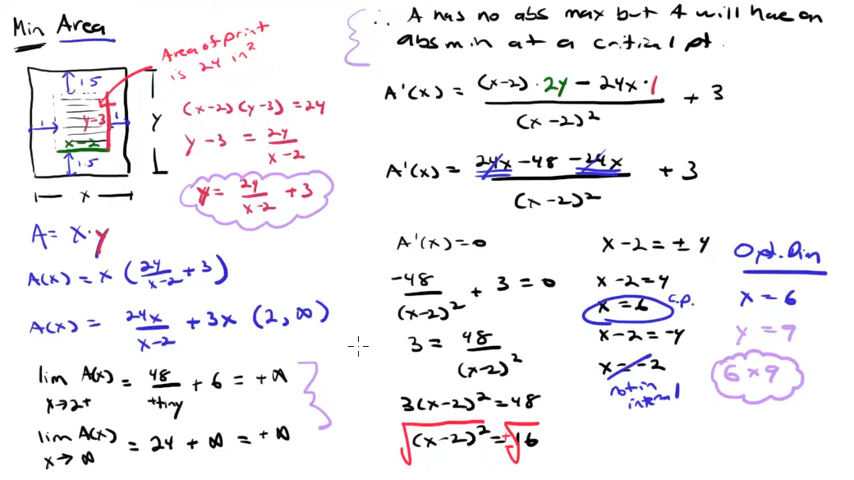 Min Area
Area of print
is 24 in²
1.5
1
y-3
1
x-2
1.5
y
x
(x-2)(y-3) = 24
y-3 = 24/(x-2)
y = 24/(x-2) + 3
A = x·y
A(x) = x(24/(x-2) + 3)
A(x) = 24x/(x-2) + 3x (2, ∞)
lim x→2+ A(x) = 48/+tiny + 6 = +∞
lim x→∞ A(x) = 24 + ∞ = +∞
∴ A has no abs max but A will have an
abs min at a critical pt.
A'(x) = ((x-2)·24 - 24x·1)/(x-2)² + 3
A'(x) = (24x - 48 - 24x)/(x-2)² + 3
A'(x) = 0
-48/(x-2)² + 3 = 0
3 = 48/(x-2)²
3(x-2)² = 48
√(x-2)² = ±√16
x-2 = ± 4
x-2 = 4
x = 6 c.p.
x-2 = -4
x = -2
not in
interval
Opt. Dim
x = 6
y = 9
6 x 9